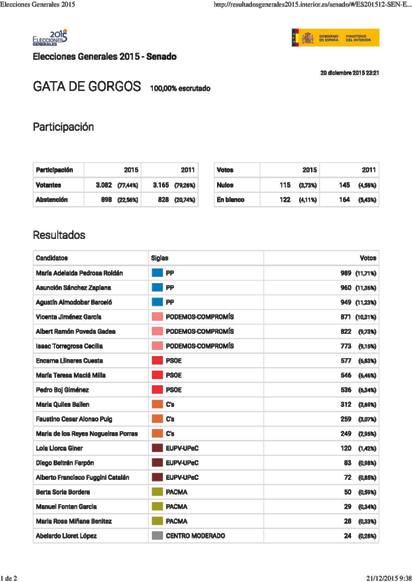 Elecciones Generales 2015 http://resultadosgenerales2015.interior.es/senado/#/ES201512-SEN-E...
2015
ELECCIONES
GENERALES
GOBIERNO DE ESPAÑA MINISTERIO DEL INTERIOR
Elecciones Generales 2015 - Senado
20 diciembre 2015 23:21
GATA DE GORGOS 100,00% escrutado
Participación
Participación 2015 2011
Votantes 3.082 (77,44%) 3.165 (79,26%)
Abstención 898 (22,56%) 828 (20,74%)
Votos 2015 2011
Nulos 115 (3,73%) 145 (4,58%)
En blanco 122 (4,11%) 164 (5,43%)
Resultados
Candidatos Siglas Votos
María Adelaida Pedrosa Roldán PP 989 (11,71%)
Asunción Sánchez Zaplana PP 960 (11,36%)
Agustín Almodobar Barceló PP 949 (11,23%)
Vicenta Jiménez García PODEMOS-COMPROMÍS 871 (10,31%)
Albert Ramón Poveda Gadea PODEMOS-COMPROMÍS 822 (9,73%)
Isaac Torregrosa Cecilia PODEMOS-COMPROMÍS 773 (9,15%)
Encarna Llinares Cuesta PSOE 577 (6,83%)
María Teresa Maciá Milla PSOE 546 (6,46%)
Pedro Boj Giménez PSOE 536 (6,34%)
María Quiles Bailen C's 312 (3,69%)
Faustino Cesar Alonso Puig C's 259 (3,07%)
Maria de los Reyes Nogueiras Porras C's 249 (2,95%)
Lola Llorca Giner EUPV-UPeC 120 (1,42%)
Diego Beltrán Ferpón EUPV-UPeC 83 (0,98%)
Alberto Francisco Fuggini Catalán EUPV-UPeC 72 (0,85%)
Berta Soria Bordera PACMA 50 (0,59%)
Manuel Fontan Garcia PACMA 29 (0,34%)
Maria Rosa Miñana Benitez PACMA 28 (0,33%)
Abelardo Lloret López CENTRO MODERADO 24 (0,28%)
1 de 2 21/12/2015 9:38